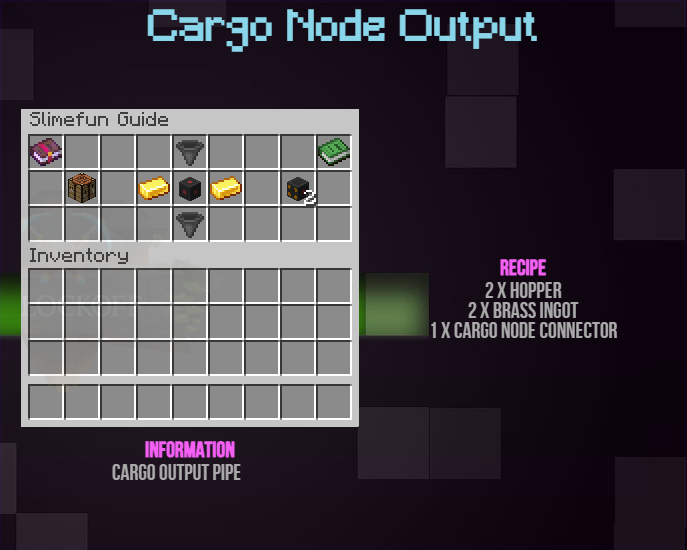 Cargo Node Output
Slimefun Guide
2
Inventory
LOCKOFF
RECIPE
2 X HOPPER
2 X BRASS INGOT
1 X CARGO NODE CONNECTOR
INFORMATION
CARGO OUTPUT PIPE